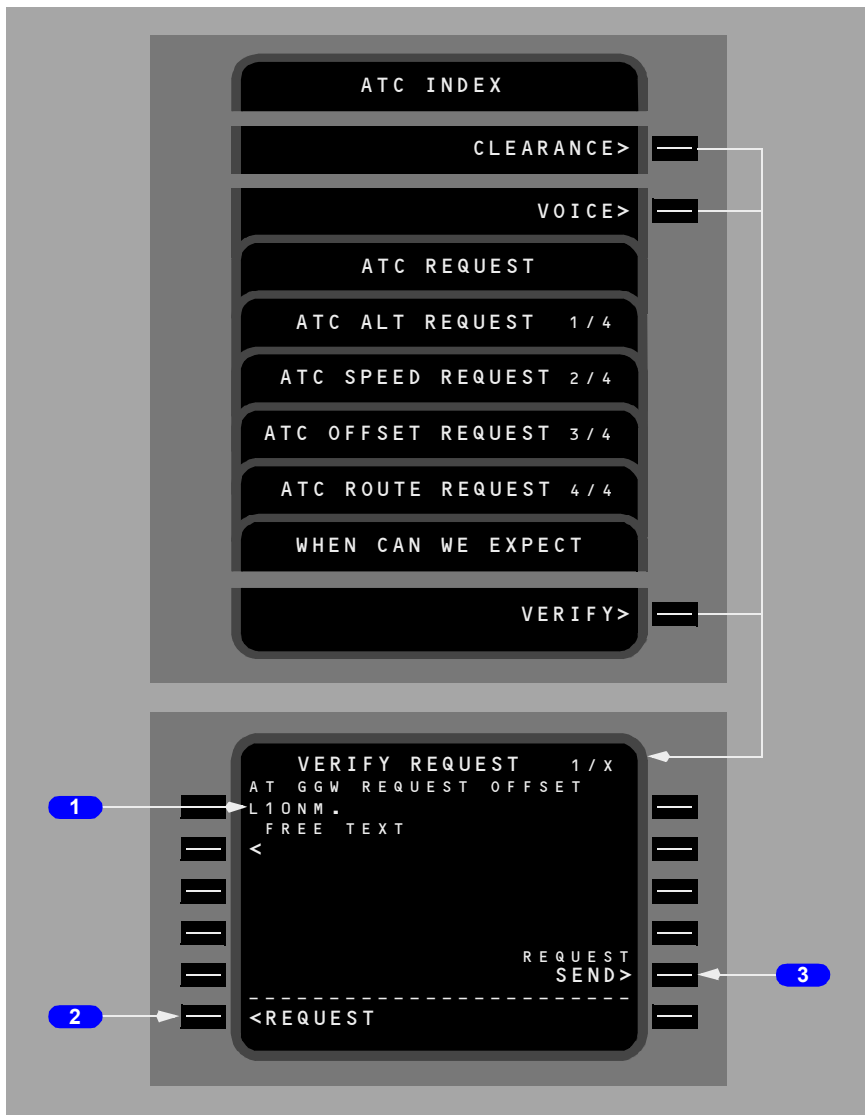 ATC INDEX
CLEARANCE>
VOICE>
ATC REQUEST
ATC ALT REQUEST 1/4
ATC SPEED REQUEST 2/4
ATC OFFSET REQUEST 3/4
ATC ROUTE REQUEST 4/4
WHEN CAN WE EXPECT
VERIFY>
VERIFY REQUEST 1/X
AT GGW REQUEST OFFSET
1
L10NM.
FREE TEXT
<
REQUEST
SEND>
3
------------------------
2
<REQUEST